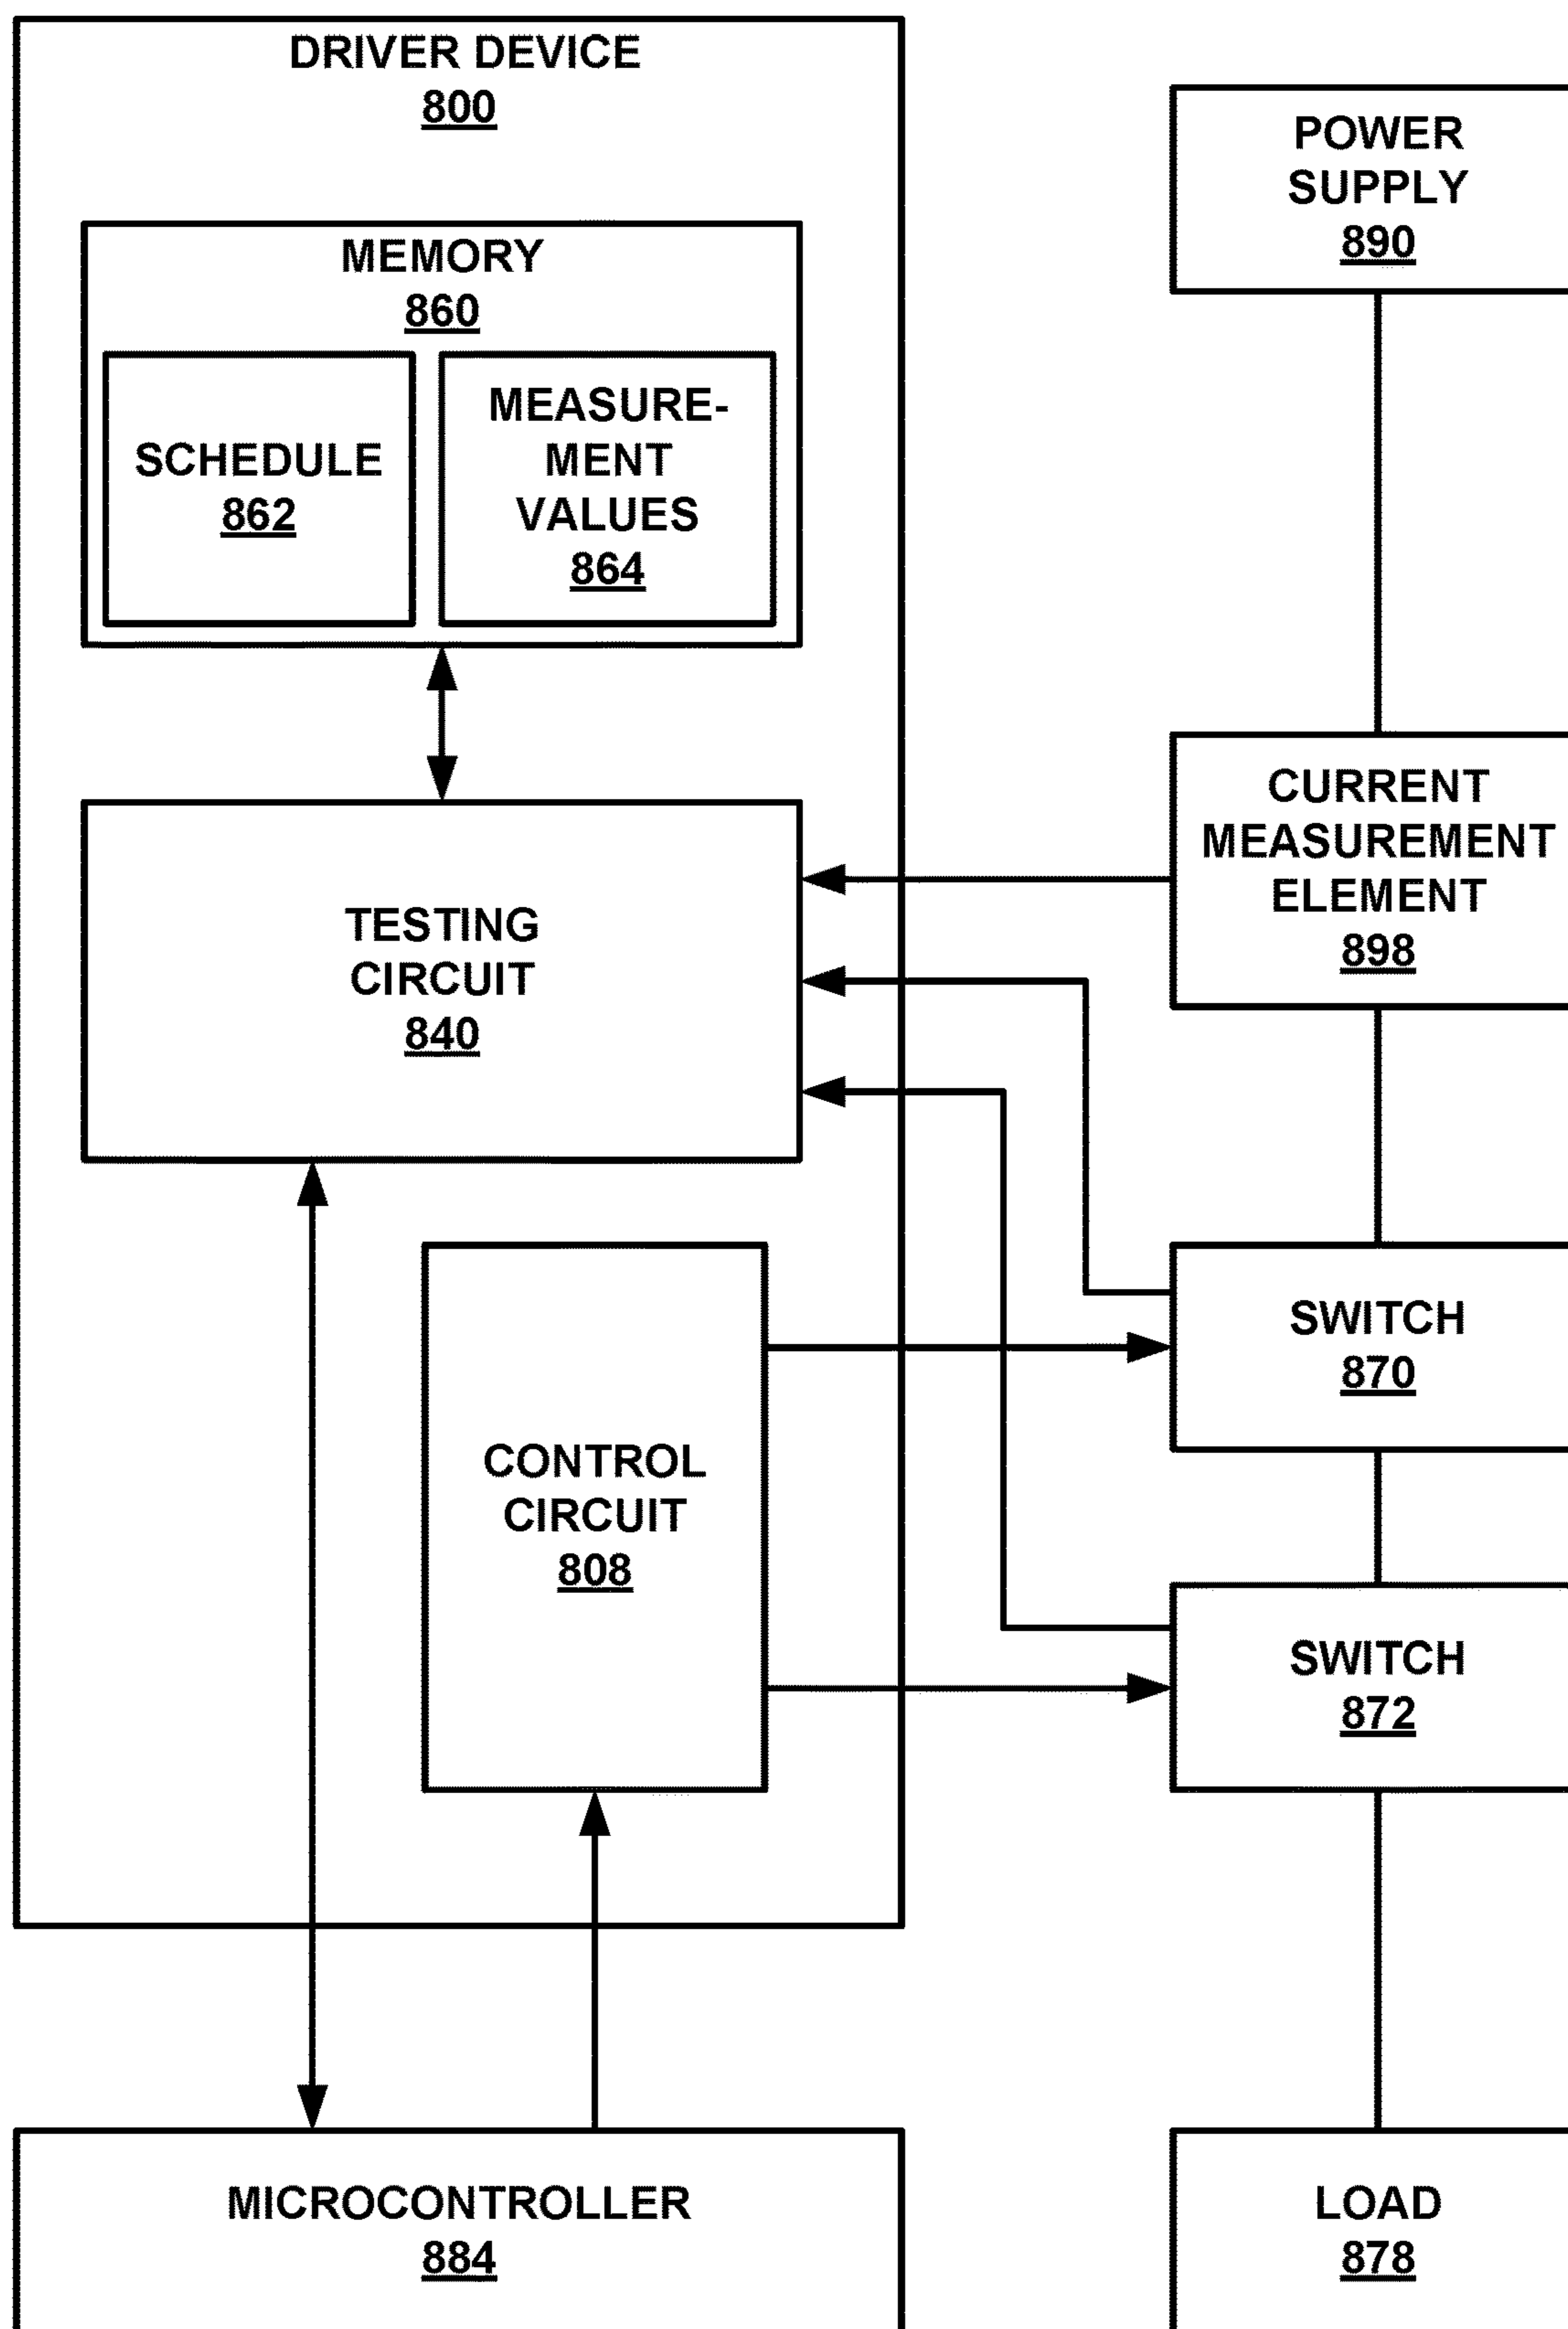 DRIVER DEVICE
800
MEMORY
860
SCHEDULE
862
MEASURE-
MENT
VALUES
864
TESTING
CIRCUIT
840
CONTROL
CIRCUIT
808
MICROCONTROLLER
884
POWER
SUPPLY
890
CURRENT
MEASUREMENT
ELEMENT
898
SWITCH
870
SWITCH
872
LOAD
878